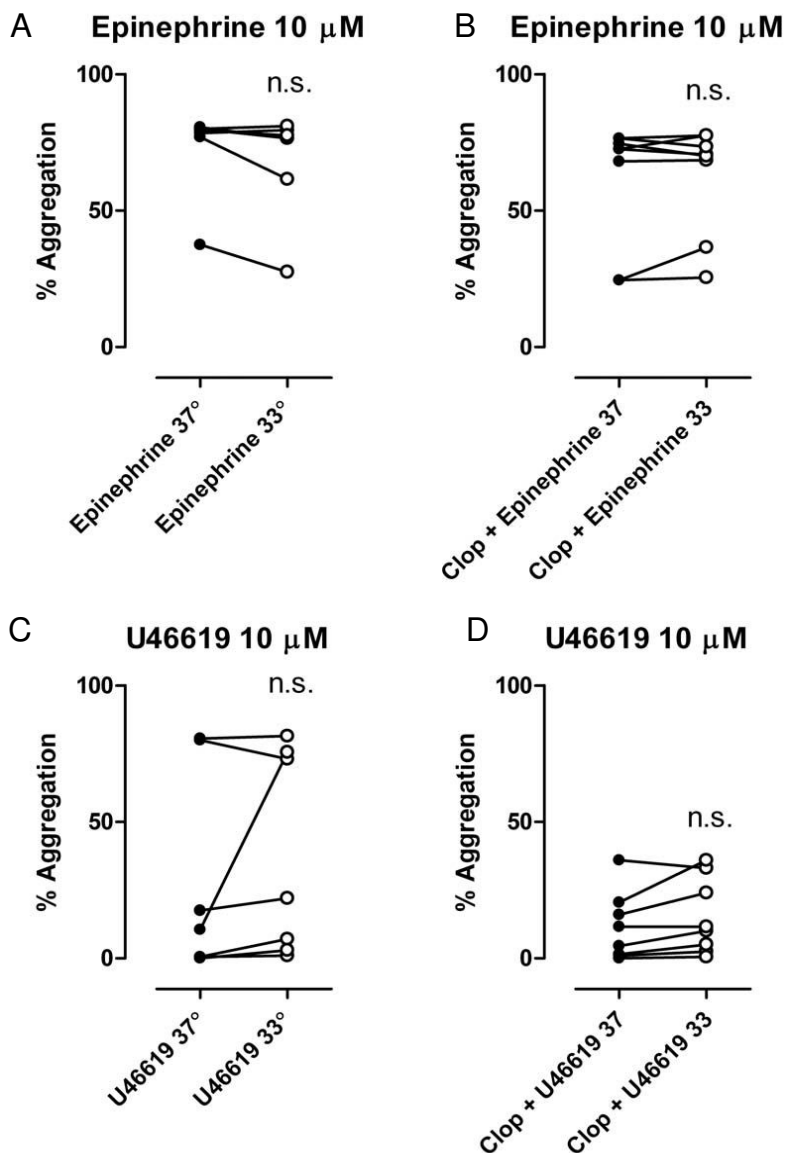 A
Epinephrine 10 μM
n.s.
100
50
0
% Aggregation
Epinephrine 37°
Epinephrine 33°
B
Epinephrine 10 μM
n.s.
100
50
0
% Aggregation
Clop + Epinephrine 37
Clop + Epinephrine 33
C
U46619 10 μM
n.s.
100
50
0
% Aggregation
U46619 37°
U46619 33°
D
U46619 10 μM
100
n.s.
50
0
% Aggregation
Clop + U46619 37
Clop + U46619 33